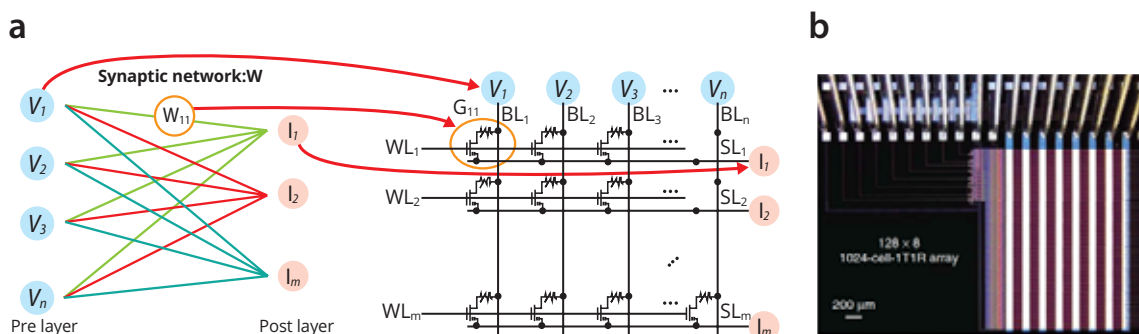 a
b
Synaptic network:W
V1
V2
V3
Vn
W11
I1
I2
Im
Pre layer
Post layer
V1 V2 V3 ... Vn
G11 BL1 BL2 BL3 BLn
WL1 ... SL1 I1
WL2 ... SL2 I2
...
WLm ... SLm Im
128 × 8
1024-cell-1T1R array
200 μm